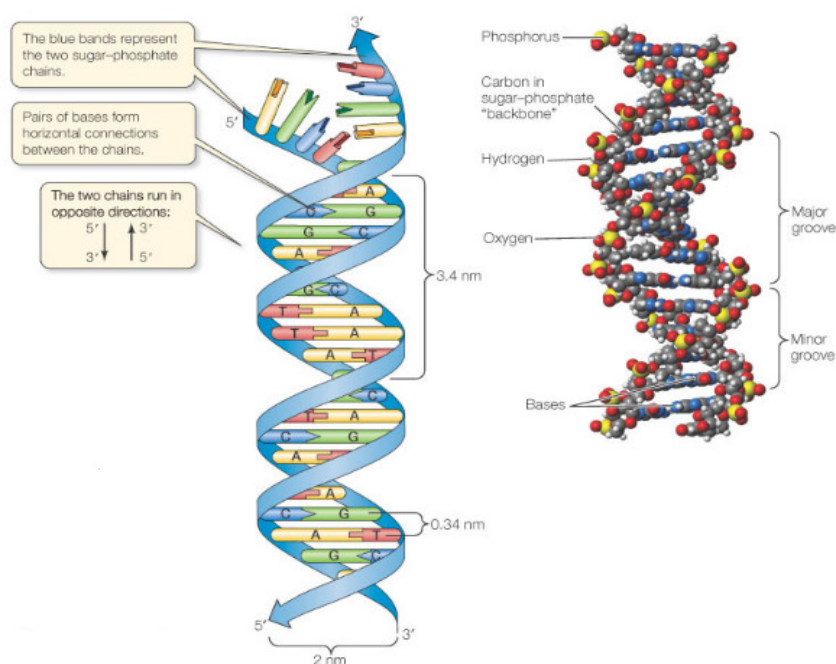 The blue bands represent
the two sugar–phosphate
chains.
Pairs of bases form
horizontal connections
between the chains.
The two chains run in
opposite directions:
5′ 3′
3′ 5′
3′
5′
A
C G
G C
A
G C
T A
T A
A T
C
T A
C G
A
A
C G
A T
G C
3.4 nm
0.34 nm
5′
3′
2 nm
Phosphorus
Carbon in
sugar–phosphate
“backbone”
Hydrogen
Oxygen
Major
groove
Minor
groove
Bases